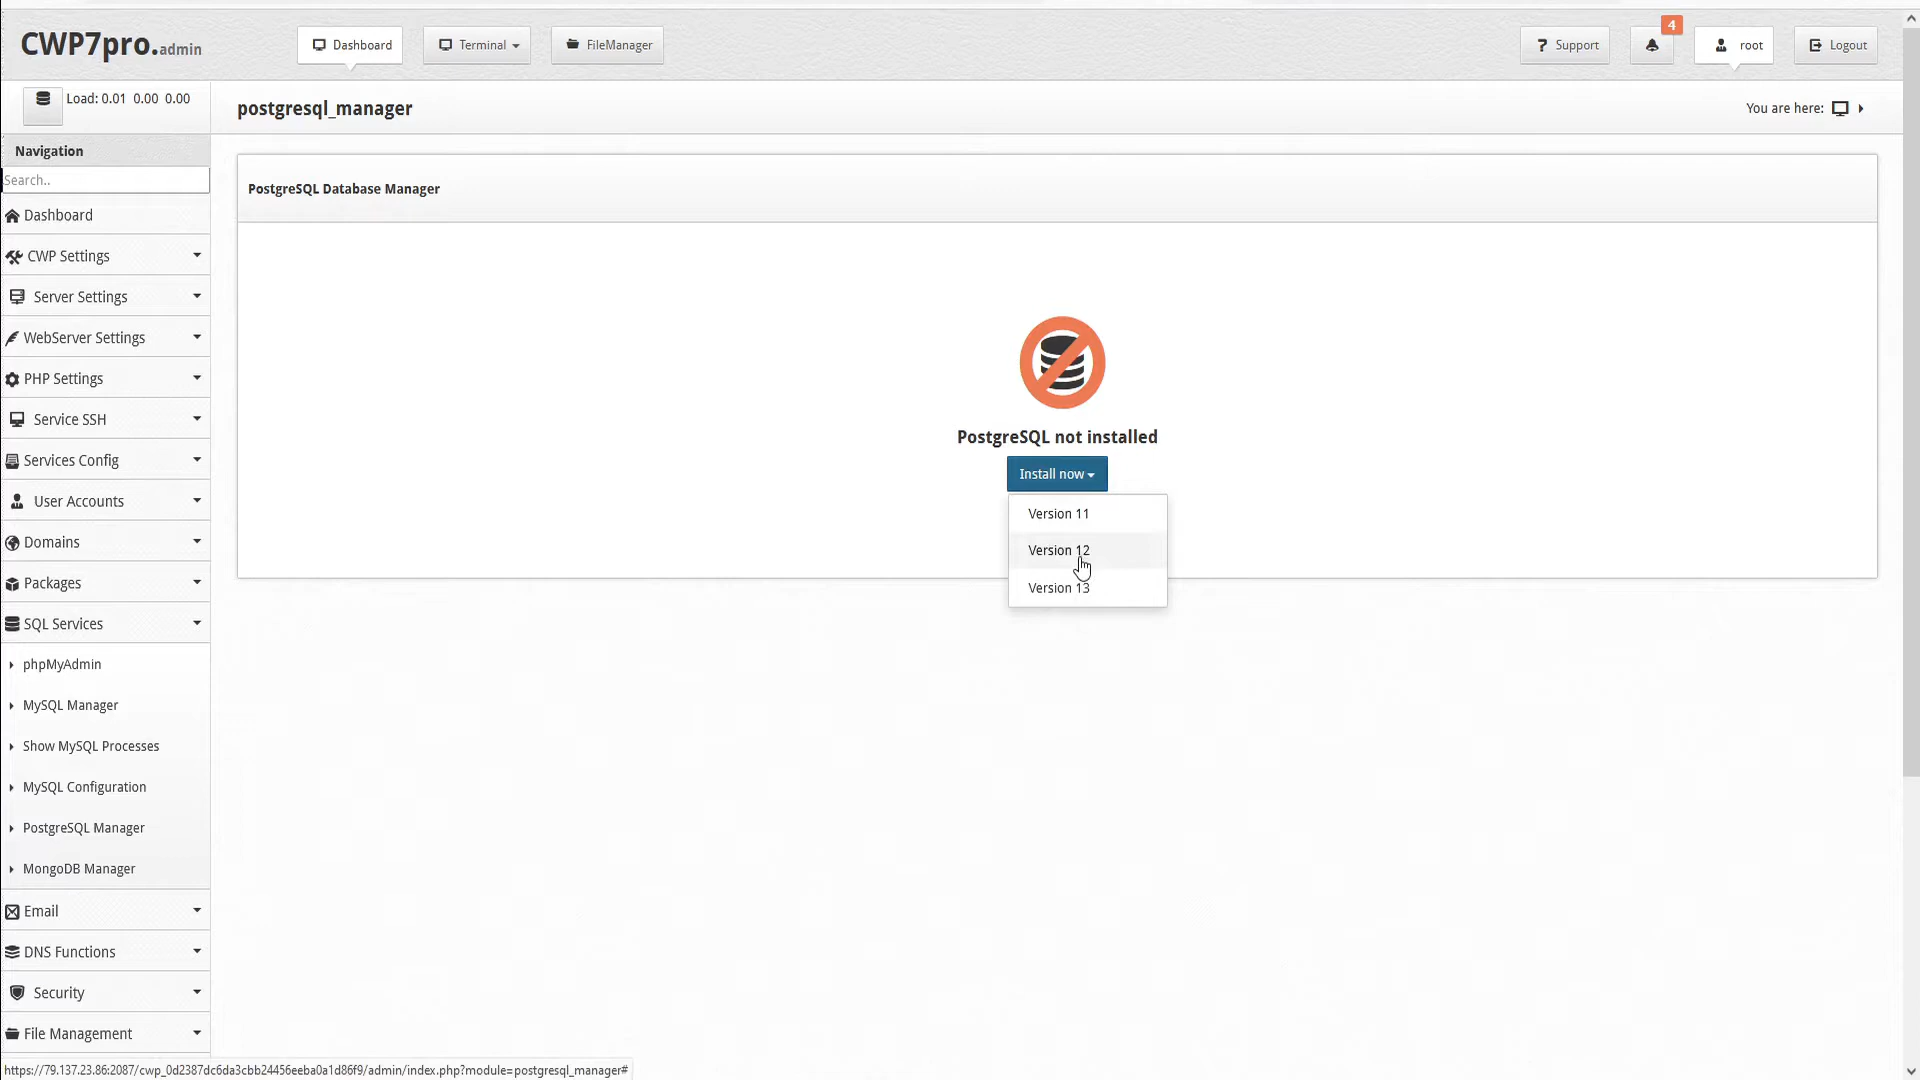 CWP7pro.admin
Dashboard
Terminal
FileManager
? Support
4
root
Logout
Load: 0.01 0.00 0.00
postgresql_manager
You are here:
Navigation
Search..
PostgreSQL Database Manager
Dashboard
CWP Settings
Server Settings
WebServer Settings
PHP Settings
Service SSH
Services Config
User Accounts
Domains
Packages
SQL Services
phpMyAdmin
MySQL Manager
Show MySQL Processes
MySQL Configuration
PostgreSQL Manager
MongoDB Manager
Email
DNS Functions
Security
File Management
PostgreSQL not installed
Install now
Version 11
Version 12
Version 13
https://79.137.23.86:2087/cwp_0d2387dc6da3cbb24456eeba0a1d86f9/admin/index.php?module=postgresql_manager#